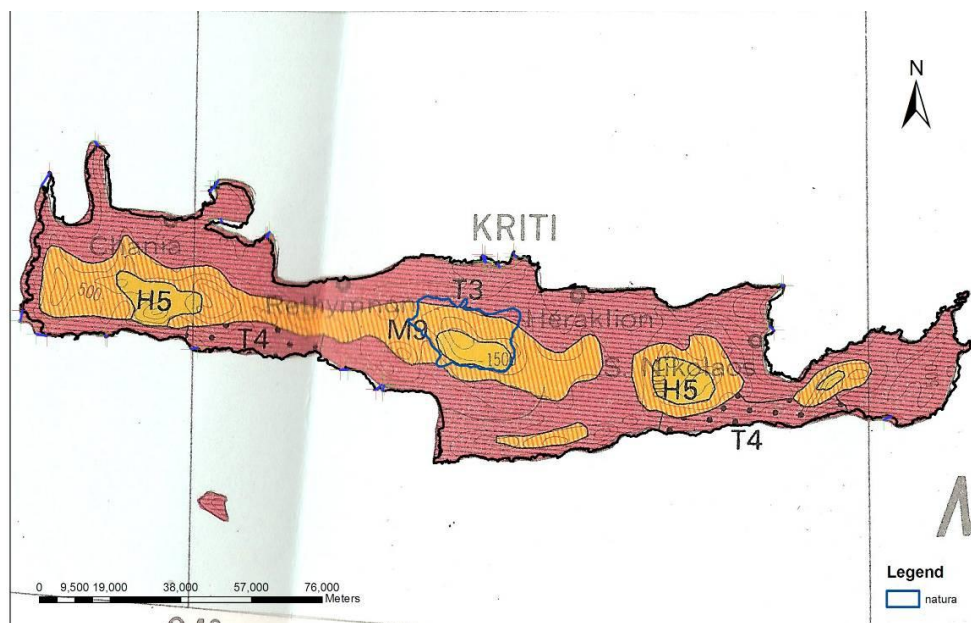 N
KRITI
Chania
T3
500
H5
Rethymnon
Heraklion
M9
T4
150
S. Nikolaos
H5
T4
0 9,500 19,000 38,000 57,000 76,000
Meters
Legend
natura